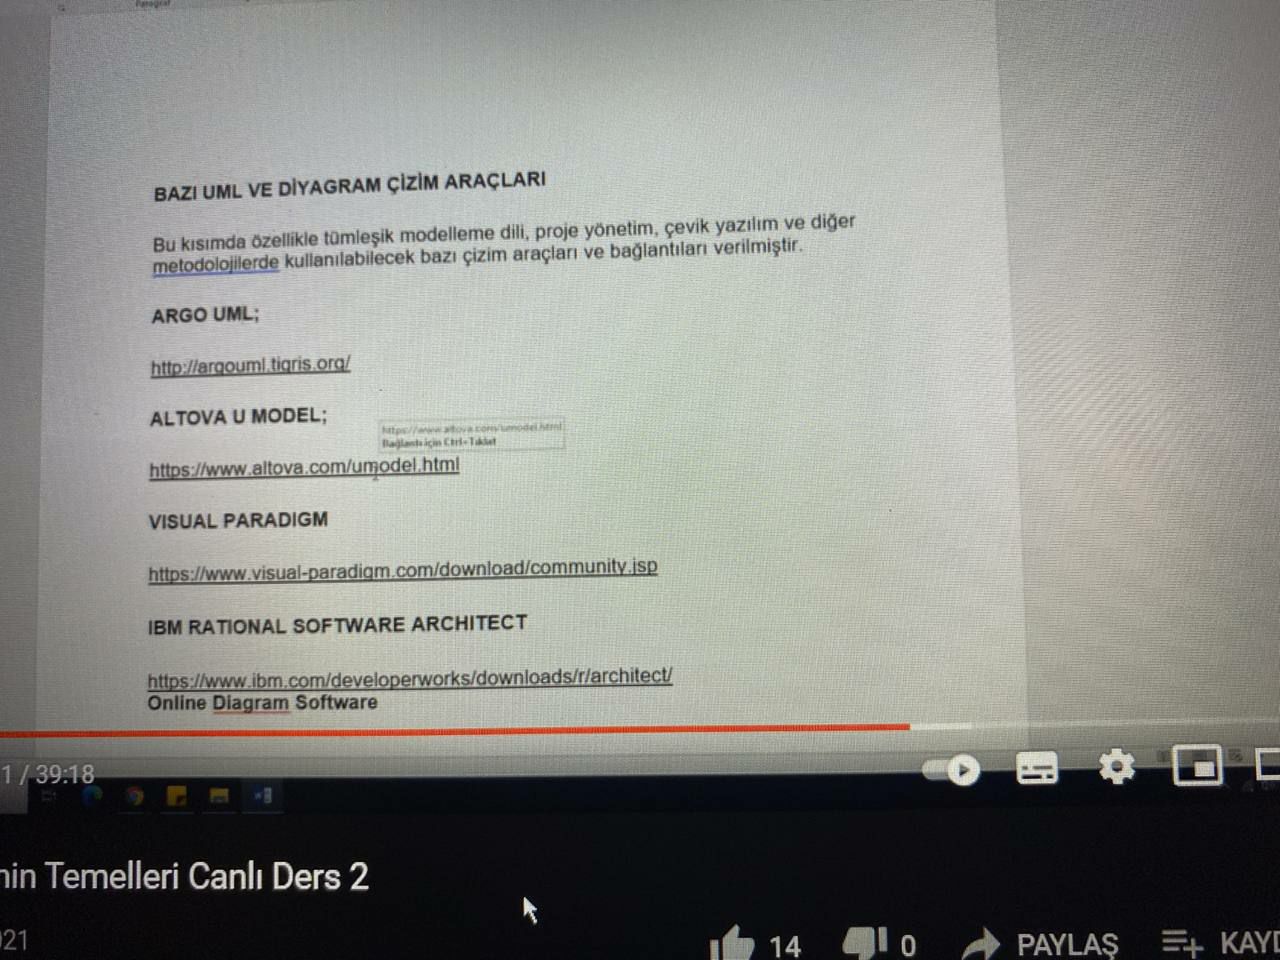 Paragraf
BAZI UML VE DİYAGRAM ÇİZİM ARAÇLARI
Bu kısımda özellikle tümleşik modelleme dili, proje yönetim, çevik yazılım ve diğer
metodolojilerde kullanılabilecek bazı çizim araçları ve bağlantıları verilmiştir.
ARGO UML;
http://argouml.tigris.org/
ALTOVA U MODEL;
https://www.altova.com/umodel.html
Bağlantı için Ctrl+Tıklat
https://www.altova.com/umodel.html
VISUAL PARADIGM
https://www.visual-paradigm.com/download/community.jsp
IBM RATIONAL SOFTWARE ARCHITECT
https://www.ibm.com/developerworks/downloads/r/architect/
Online Diagram Software
1 / 39:18
nin Temelleri Canlı Ders 2
021
14 0 PAYLAŞ KAYD